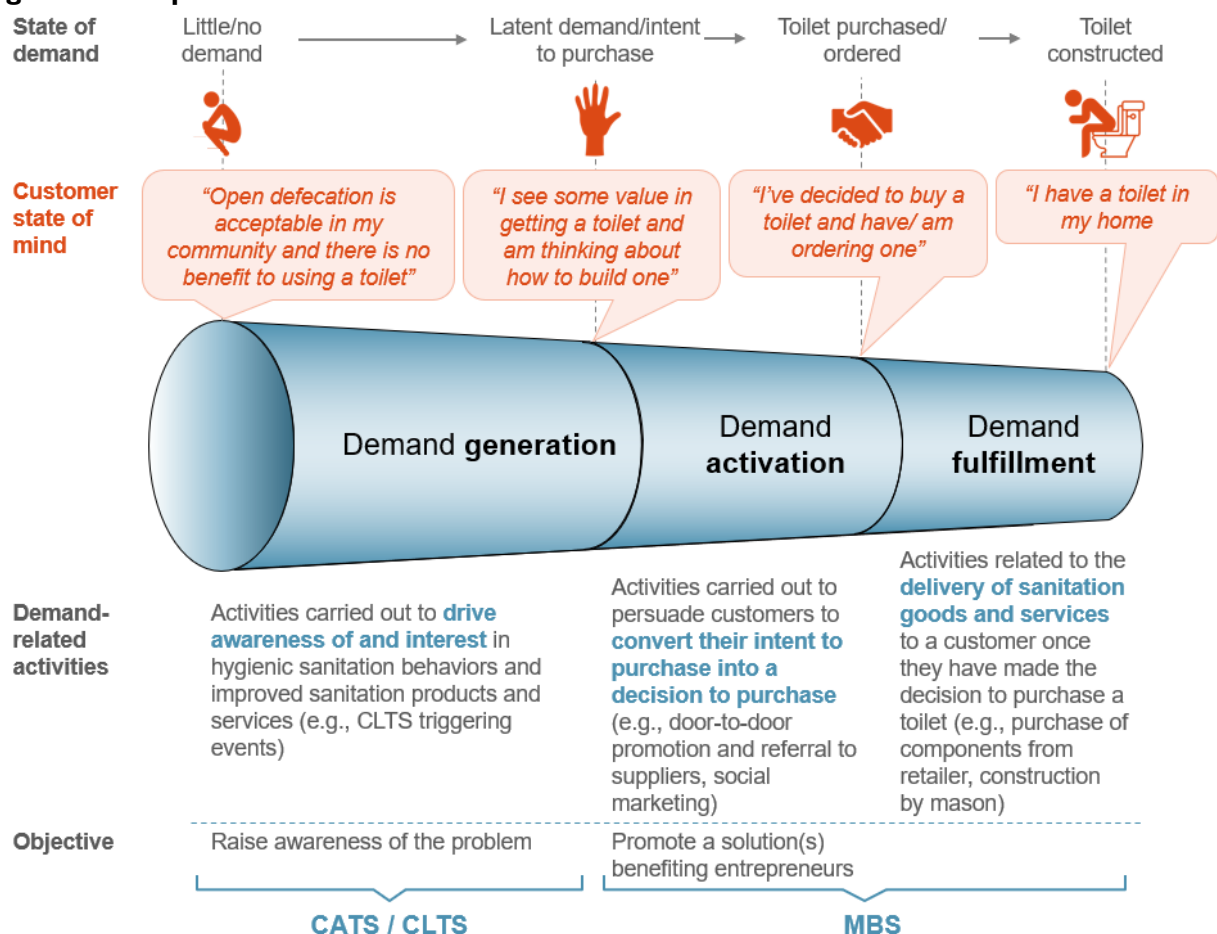 State of
demand
Little/no
demand
Latent demand/intent
to purchase
Toilet purchased/
ordered
Toilet
constructed
Customer
state of
mind
“Open defecation is
acceptable in my
community and there is no
benefit to using a toilet”
“I see some value in
getting a toilet and
am thinking about
how to build one”
“I’ve decided to buy a
toilet and have/ am
ordering one”
“I have a toilet in
my home
Demand generation
Demand
activation
Demand
fulfillment
Demand-
related
activities
Activities carried out to drive
awareness of and interest in
hygienic sanitation behaviors and
improved sanitation products and
services (e.g., CLTS triggering
events)
Activities carried out to
persuade customers to
convert their intent to
purchase into a
decision to purchase
(e.g., door-to-door
promotion and referral to
suppliers, social
marketing)
Activities related to the
delivery of sanitation
goods and services
to a customer once
they have made the
decision to purchase a
toilet (e.g., purchase of
components from
retailer, construction
by mason)
Objective
Raise awareness of the problem
Promote a solution(s)
benefiting entrepreneurs
CATS / CLTS
MBS